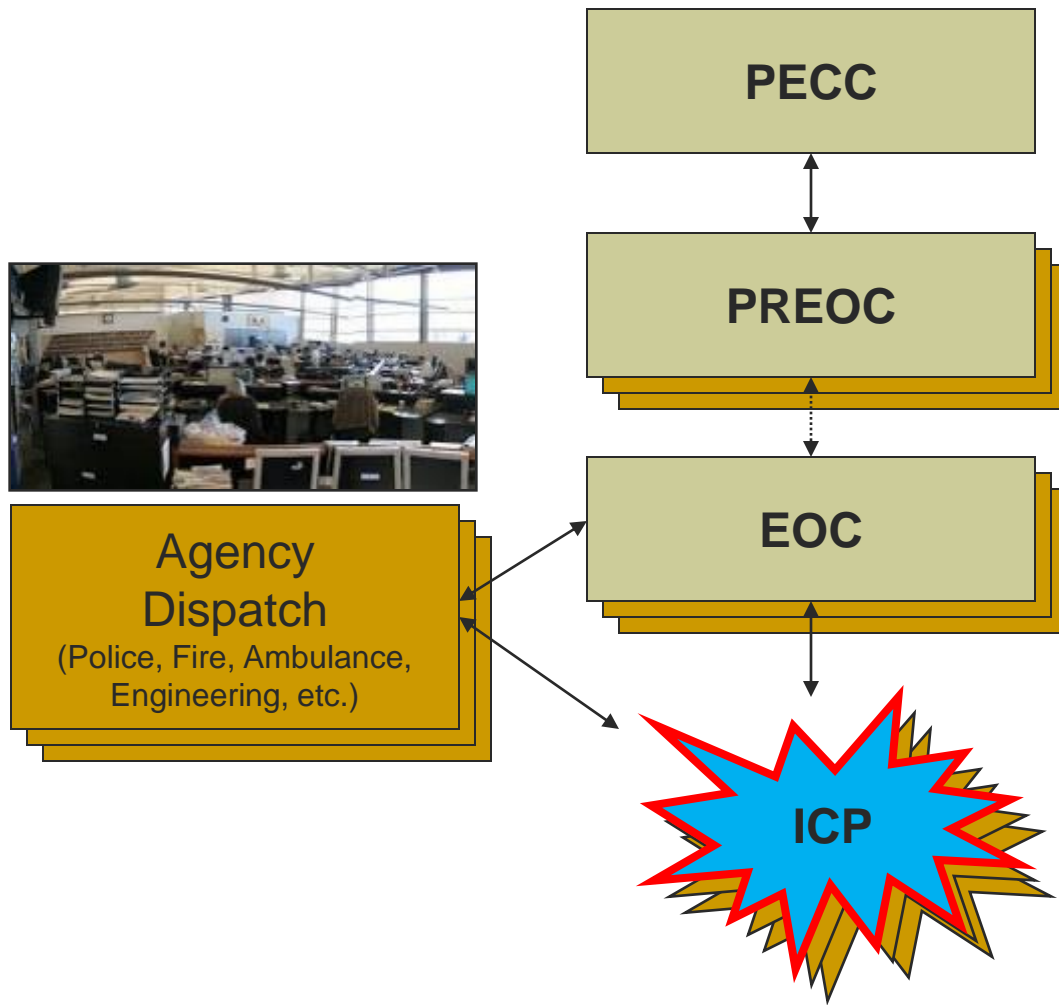 PECC
PREOC
EOC
Agency
Dispatch
(Police, Fire, Ambulance,
Engineering, etc.)
ICP